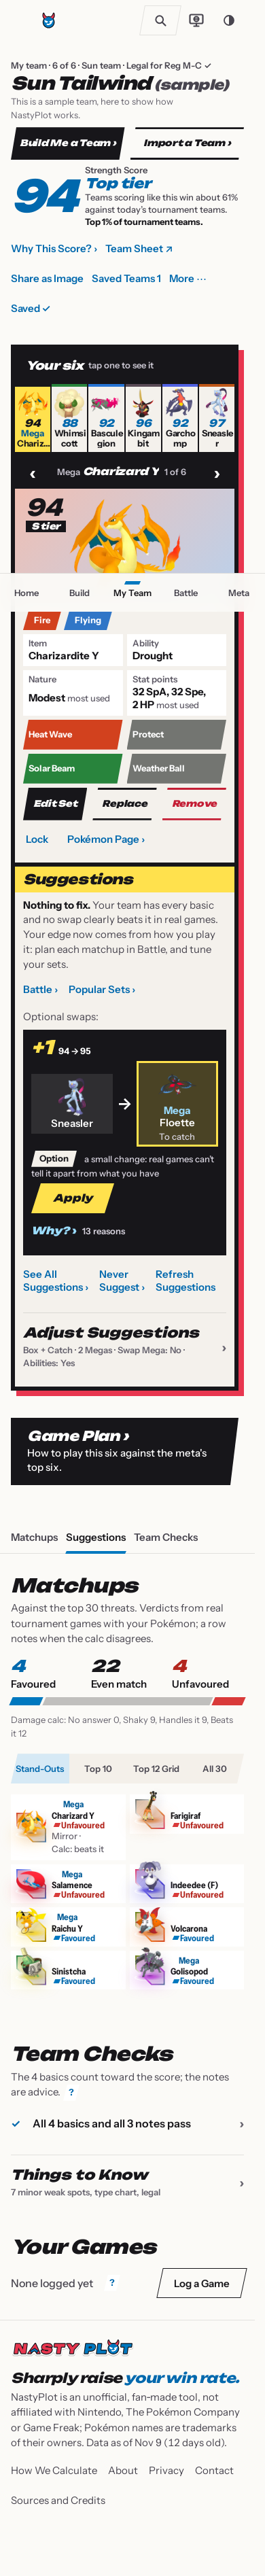 My team · 6 of 6 · Sun team · Legal for Reg M-C ✓
Sun Tailwind (sample)
This is a sample team, here to show how
NastyPlot works.
Build Me a Team ›
Import a Team ›
94
Strength Score
Top tier
Teams scoring like this win about 61%
against today's tournament teams.
Top 1% of tournament teams.
Why This Score? ›
Team Sheet ↗
Share as Image
Saved Teams 1
More ···
Saved ✓
Your six tap one to see it
94
Mega
Chariz...
88
Whimsi
cott
92
Bascule
gion
96
Kingam
bit
92
Garcho
mp
97
Sneasle
r
‹
Mega Charizard Y 1 of 6
›
94
S tier
Home
Build
My Team
Battle
Meta
Fire
Flying
Item
Charizardite Y
Ability
Drought
Nature
Modest most used
Stat points
32 SpA, 32 Spe,
2 HP most used
Heat Wave
Protect
Solar Beam
Weather Ball
Edit Set
Replace
Remove
Lock
Pokémon Page ›
Suggestions
Nothing to fix. Your team has every basic
and no swap clearly beats it in real games.
Your edge now comes from how you play
it: plan each matchup in Battle, and tune
your sets.
Battle ›
Popular Sets ›
Optional swaps:
+1 94 → 95
Sneasler
→
Mega
Floette
To catch
Option a small change: real games can't
tell it apart from what you have
Apply
Why? › 13 reasons
See All
Suggestions ›
Never
Suggest ›
Refresh
Suggestions
Adjust Suggestions
Box + Catch · 2 Megas · Swap Mega: No ·
Abilities: Yes
›
Game Plan ›
How to play this six against the meta's
top six.
Matchups
Suggestions
Team Checks
Matchups
Against the top 30 threats. Verdicts from real
tournament games with your Pokémon; a row
notes when the calc disagrees.
4
Favoured
22
Even match
4
Unfavoured
Damage calc: No answer 0, Shaky 9, Handles it 9, Beats
it 12
Stand-Outs
Top 10
Top 12 Grid
All 30
Mega
Charizard Y
Unfavoured
Mirror ·
Calc: beats it
Farigiraf
Unfavoured
Mega
Salamence
Unfavoured
Indeedee (F)
Unfavoured
Mega
Raichu Y
Favoured
Volcarona
Favoured
Sinistcha
Favoured
Mega
Golisopod
Favoured
Team Checks
The 4 basics count toward the score; the notes
are advice. ?
✓ All 4 basics and all 3 notes pass ›
Things to Know
7 minor weak spots, type chart, legal
›
Your Games
None logged yet ?
Log a Game
NASTY PLOT
Sharply raise your win rate.
NastyPlot is an unofficial, fan-made tool, not
affiliated with Nintendo, The Pokémon Company
or Game Freak; Pokémon names are trademarks
of their owners. Data as of Nov 9 (12 days old).
How We Calculate
About
Privacy
Contact
Sources and Credits